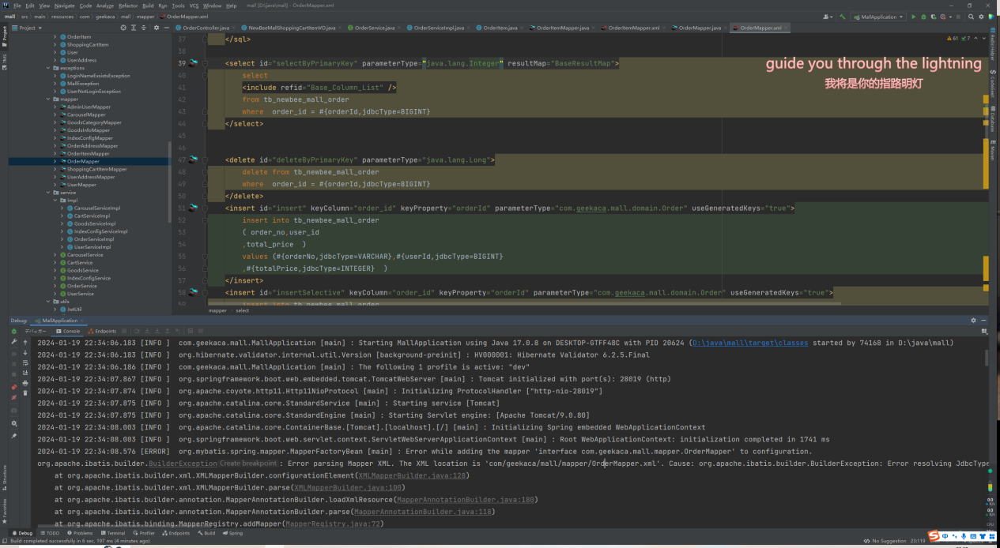 File Edit View Navigate Code Analyze Refactor Build Run Tools VCS Window Help mall [D:\java\mall] - OrderMapper.xml
mall src main resources com geekaca mall mapper OrderMapper.xml MallApplication
Project OrderController.java NewBeeMallShoppingCartItemVO.java OrderService.java OrderServiceImpl.java OrderItem.java OrderItemMapper.java OrderItemMapper.xml OrderMapper.java OrderMapper.xml
OrderItem
ShoppingCartItem
User
UserAddress
exceptions
LoginNameExsistsException
MallException
UserNotLoginException
mapper
AdminUserMapper
CarouselMapper
GoodsCategoryMapper
GoodsInfoMapper
IndexConfigMapper
OrderAddressMapper
OrderItemMapper
OrderMapper
ShoppingCartItemMapper
UserAddressMapper
UserMapper
service
impl
CarouselServiceImpl
CartServiceImpl
GoodsServiceImpl
IndexConfigServiceImpl
OrderServiceImpl
UserServiceImpl
CarouselService
CartService
GoodsService
IndexConfigService
OrderService
UserService
utils
JwtUtil
61 7
37 </sql>
38
39 <select id="selectByPrimaryKey" parameterType="java.lang.Integer" resultMap="BaseResultMap">
40 select
41 <include refid="Base_Column_List" />
42 from tb_newbee_mall_order
43 where order_id = #{orderId,jdbcType=BIGINT}
44 </select>
45
46
47 <delete id="deleteByPrimaryKey" parameterType="java.lang.Long">
48 delete from tb_newbee_mall_order
49 where order_id = #{orderId,jdbcType=BIGINT}
50 </delete>
51 <insert id="insert" keyColumn="order_id" keyProperty="orderId" parameterType="com.geekaca.mall.domain.Order" useGeneratedKeys="true">
52 insert into tb_newbee_mall_order
53 ( order_no,user_id
54 ,total_price )
55 values (#{orderNo,jdbcType=VARCHAR},#{userId,jdbcType=BIGINT}
56 ,#{totalPrice,jdbcType=INTEGER} )
57 </insert>
58 <insert id="insertSelective" keyColumn="order_id" keyProperty="orderId" parameterType="com.geekaca.mall.domain.Order" useGeneratedKeys="true">
59 insert into tb_newbee_mall_order
guide you through the lightning
我将是你的指路明灯
mapper select
Project
TMS
Structure
Favorites
Redis Helper
CodeGeeX
Database
Maven
Debug: MallApplication
デバッガー Console Endpoints
2024-01-19 22:34:06.183 [INFO ] com.geekaca.mall.MallApplication [main] : Starting MallApplication using Java 17.0.8 on DESKTOP-GTFF48C with PID 20624 (D:\java\mall\target\classes started by 74168 in D:\java\mall)
2024-01-19 22:34:06.183 [INFO ] org.hibernate.validator.internal.util.Version [background-preinit] : HV000001: Hibernate Validator 6.2.5.Final
2024-01-19 22:34:06.186 [INFO ] com.geekaca.mall.MallApplication [main] : The following 1 profile is active: "dev"
2024-01-19 22:34:07.867 [INFO ] org.springframework.boot.web.embedded.tomcat.TomcatWebServer [main] : Tomcat initialized with port(s): 28019 (http)
2024-01-19 22:34:07.874 [INFO ] org.apache.coyote.http11.Http11NioProtocol [main] : Initializing ProtocolHandler ["http-nio-28019"]
2024-01-19 22:34:07.875 [INFO ] org.apache.catalina.core.StandardService [main] : Starting service [Tomcat]
2024-01-19 22:34:07.875 [INFO ] org.apache.catalina.core.StandardEngine [main] : Starting Servlet engine: [Apache Tomcat/9.0.80]
2024-01-19 22:34:08.003 [INFO ] org.apache.catalina.core.ContainerBase.[Tomcat].[localhost].[/] [main] : Initializing Spring embedded WebApplicationContext
2024-01-19 22:34:08.003 [INFO ] org.springframework.boot.web.servlet.context.ServletWebServerApplicationContext [main] : Root WebApplicationContext: initialization completed in 1741 ms
2024-01-19 22:34:08.576 [ERROR] org.mybatis.spring.mapper.MapperFactoryBean [main] : Error while adding the mapper 'interface com.geekaca.mall.mapper.OrderMapper' to configuration.
org.apache.ibatis.builder.BuilderException Create breakpoint : Error parsing Mapper XML. The XML location is 'com/geekaca/mall/mapper/OrderMapper.xml'. Cause: org.apache.ibatis.builder.BuilderException: Error resolving JdbcType
at org.apache.ibatis.builder.xml.XMLMapperBuilder.configurationElement(XMLMapperBuilder.java:128)
at org.apache.ibatis.builder.xml.XMLMapperBuilder.parse(XMLMapperBuilder.java:100)
at org.apache.ibatis.builder.annotation.MapperAnnotationBuilder.loadXmlResource(MapperAnnotationBuilder.java:180)
at org.apache.ibatis.builder.annotation.MapperAnnotationBuilder.parse(MapperAnnotationBuilder.java:118)
at org.apache.ibatis.binding.MapperRegistry.addMapper(MapperRegistry.java:72)
Debug TODO Problems Terminal Profiler Endpoints Build Spring
Build completed successfully in 6 sec, 197 ms (4 minutes ago) No Suggestion 23:119
中